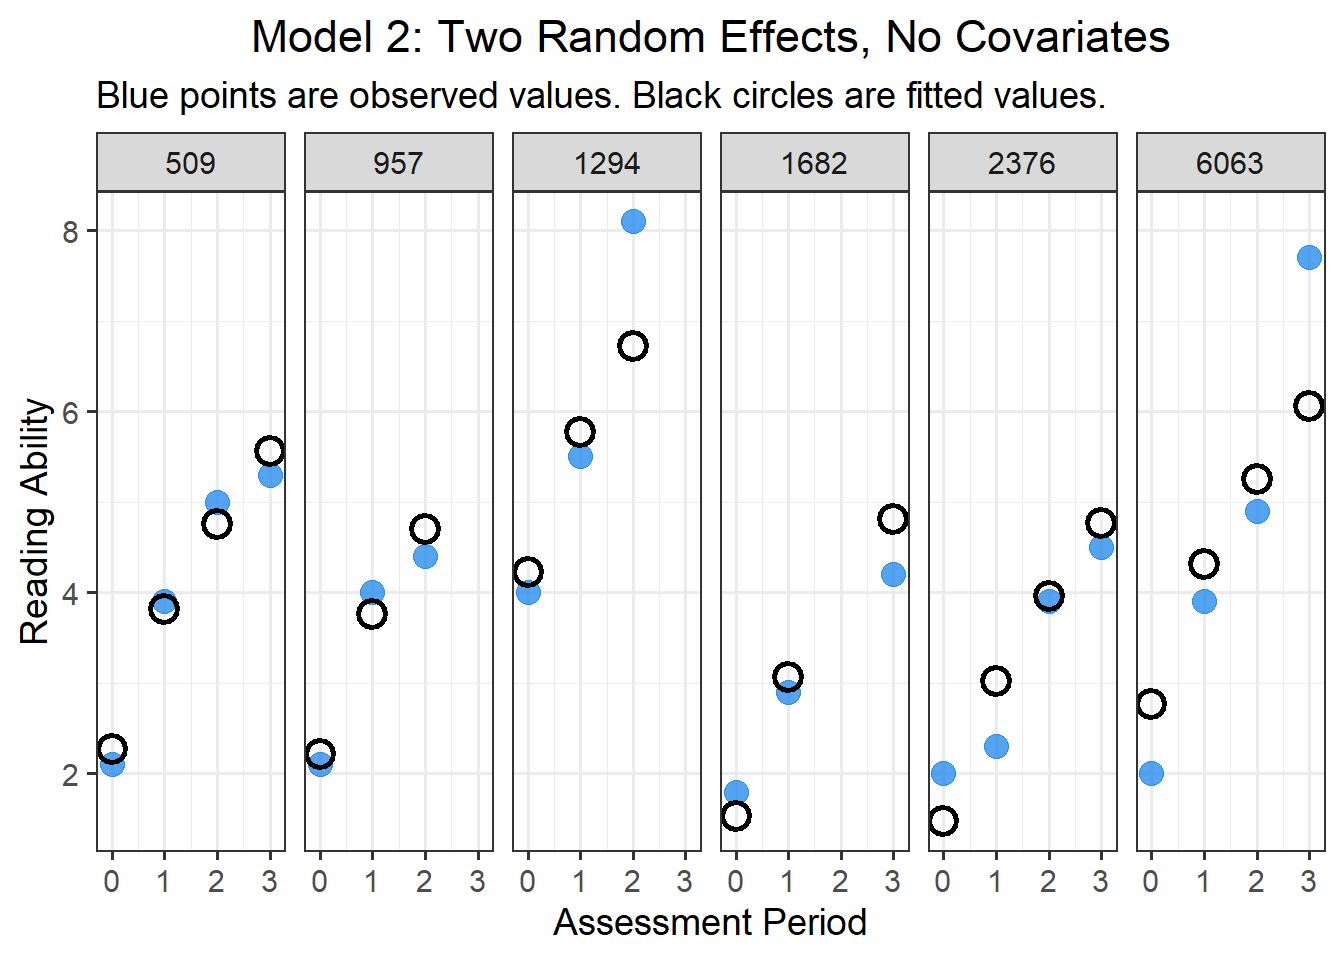 Model 2: Two Random Effects, No Covariates
Blue points are observed values. Black circles are fitted values.
509 957 1294 1682 2376 6063
8
6
4
2
Reading Ability
0 1 2 3 0 1 2 3 0 1 2 3 0 1 2 3 0 1 2 3 0 1 2 3
Assessment Period